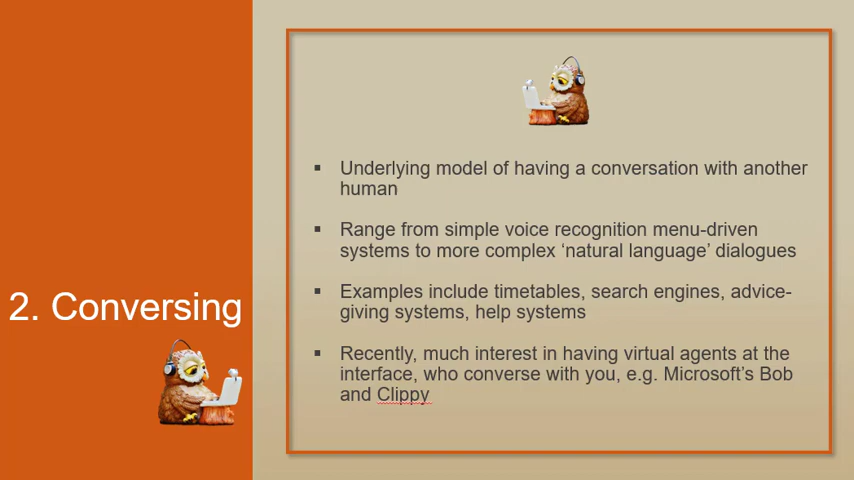 2. Conversing
▪ Underlying model of having a conversation with another
human
▪ Range from simple voice recognition menu-driven
systems to more complex ‘natural language’ dialogues
▪ Examples include timetables, search engines, advice-
giving systems, help systems
▪ Recently, much interest in having virtual agents at the
interface, who converse with you, e.g. Microsoft’s Bob
and Clippy